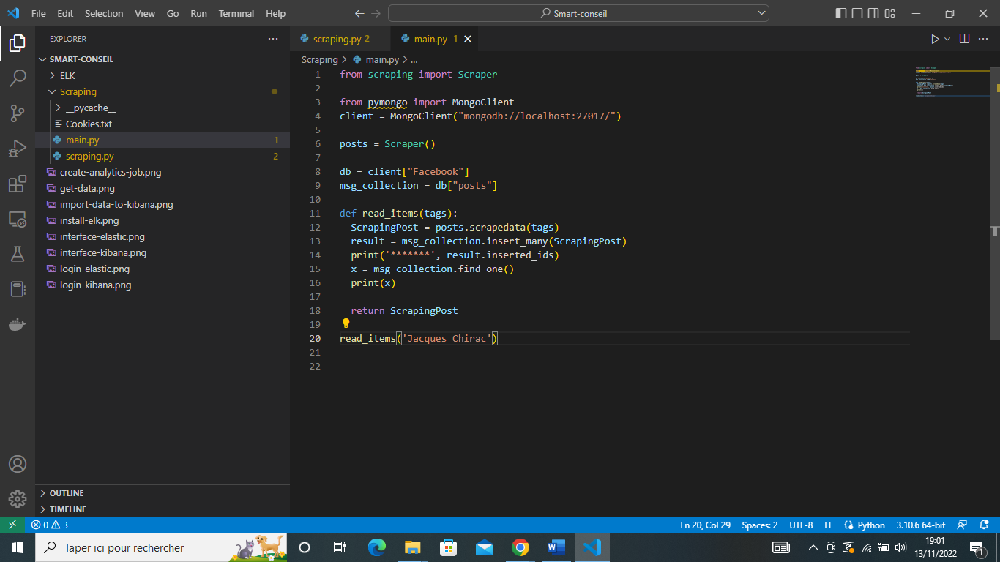 File Edit Selection View Go Run Terminal Help
Smart-conseil
EXPLORER
SMART-CONSEIL
ELK
Scraping
__pycache__
Cookies.txt
main.py 1
scraping.py 2
create-analytics-job.png
get-data.png
import-data-to-kibana.png
install-elk.png
interface-elastic.png
interface-kibana.png
login-elastic.png
login-kibana.png
OUTLINE
TIMELINE
scraping.py 2 main.py 1
Scraping > main.py > ...
1 from scraping import Scraper
2
3 from pymongo import MongoClient
4 client = MongoClient("mongodb://localhost:27017/")
5
6 posts = Scraper()
7
8 db = client["Facebook"]
9 msg_collection = db["posts"]
10
11 def read_items(tags):
12 ScrapingPost = posts.scrapedata(tags)
13 result = msg_collection.insert_many(ScrapingPost)
14 print('*******', result.inserted_ids)
15 x = msg_collection.find_one()
16 print(x)
17
18 return ScrapingPost
19
20 read_items('Jacques Chirac')
21
22
0 3 Ln 20, Col 29 Spaces: 2 UTF-8 LF Python 3.10.6 64-bit
Taper ici pour rechercher
19:01
13/11/2022
1